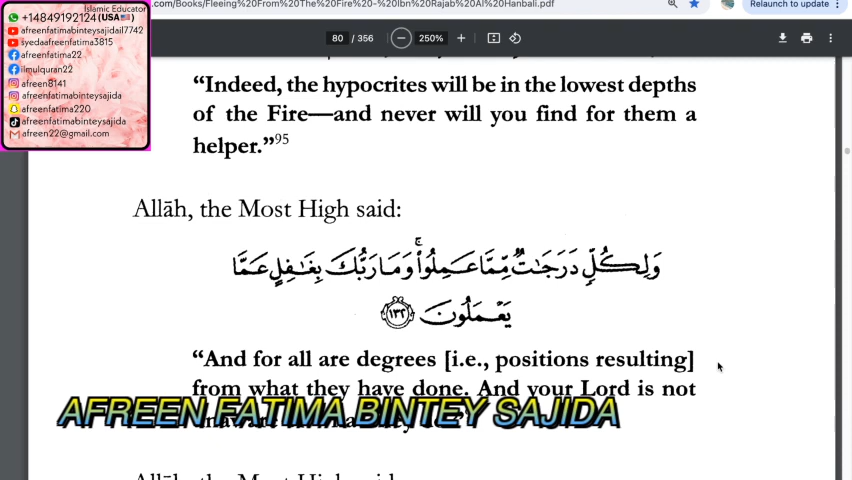 Islamic Educator
+14849192124 (USA🇺🇸)
afreenfatimabinteysajidail7742
syedaafreenfatima3815
afreenfatima22
ilmulquran22
afreen8141
afreenfatimabinteysajida
afreenfatima220
afreenfatimabinteysajida
afreen22@gmail.com
.com/Books/Fleeing%20From%20The%20Fire%20-%20Ibn%20Rajab%20Al%20Hanbali.pdf
Relaunch to update
80 / 356
250%
“Indeed, the hypocrites will be in the lowest depths
of the Fire—and never will you find for them a
helper.”95
Allāh, the Most High said:
وَلِكُلٍّ دَرَجَاتٌ مِّمَّا عَمِلُوا۟ ۚ وَمَا رَبُّكَ بِغَافِلٍ عَمَّا
يَعْمَلُونَ ١٣٢
“And for all are degrees [i.e., positions resulting]
from what they have done. And your Lord is not
AFREEN FATIMA BINTEY SAJIDA